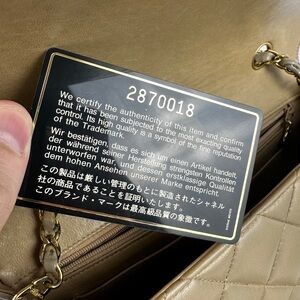 2870018
We certify the authenticity of this item and confirm
that it has been subjected to the most exacting quality
control. Its high quality is a symbol of the fine reputation
of the Trademark.
Wir bestätigen, dass es sich um einen Artikel handelt,
der während seiner Herstellung strengsten Kontrollen
unterworfen war, und dessen erstklassige Qualität
dem hohen Ansehen unserer Marke entspricht.
この製品は厳しい管理のもとに製造されたシャネル
社の商品であることを証明いたします。
このブランド・マークは最高級品質の象徴です。